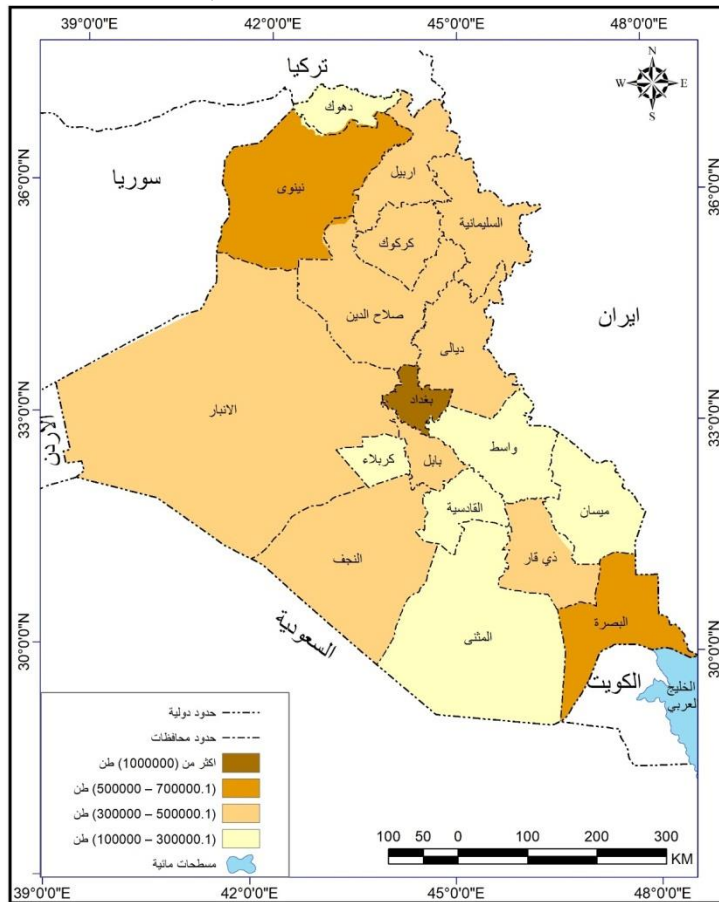 39°0'0"E 42°0'0"E 45°0'0"E 48°0'0"E
N
W E
S
تركيا
دهوك
36°0'0"N
36°0'0"N
سوريا
نينوى
اربيل
السليمانية
كركوك
صلاح الدين
ايران
ديالى
بغداد
الانبار
33°0'0"N
33°0'0"N
الاردن
واسط
كربلاء
بابل
القادسية
ميسان
النجف
ذي قار
السعودية
البصرة
المثنى
30°0'0"N
30°0'0"N
الكويت
الخليج
العربي
حدود دولية
حدود محافظات
اكثر من (1000000) طن
(500000 – 700000.1) طن
(300000 – 500000.1) طن
(100000 – 300000.1) طن
مسطحات مائية
100 50 0 100 200 300
KM
39°0'0"E 42°0'0"E 45°0'0"E 48°0'0"E